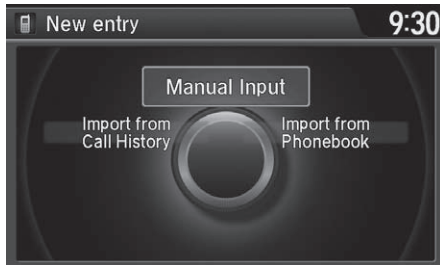 New entry
9:30
Manual Input
Import from
Call History
Import from
Phonebook